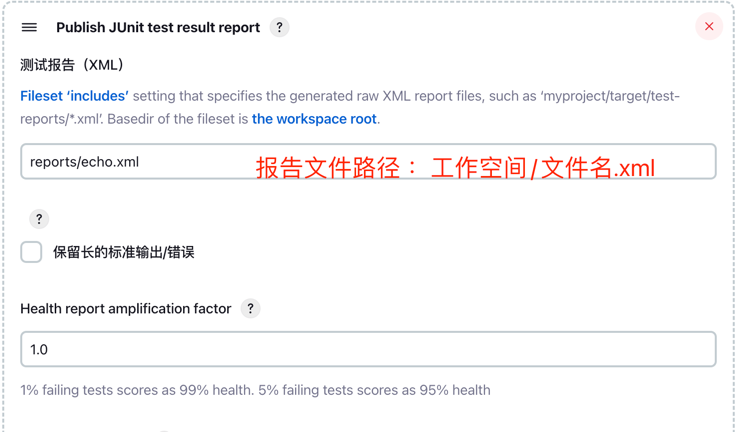 Publish JUnit test result report ?
测试报告（XML）
Fileset ‘includes’ setting that specifies the generated raw XML report files, such as ‘myproject/target/test-
reports/*.xml’. Basedir of the fileset is the workspace root.
reports/echo.xml
报告文件路径： 工作空间/文件名.xml
?
保留长的标准输出/错误
Health report amplification factor ?
1.0
1% failing tests scores as 99% health. 5% failing tests scores as 95% health